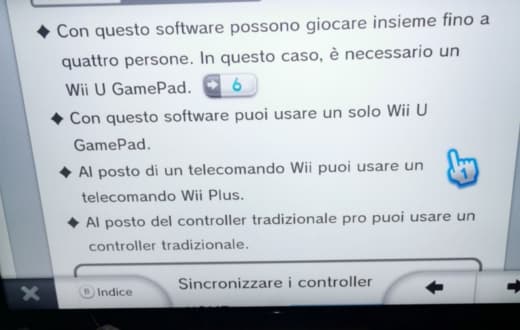 ◆ Con questo software possono giocare insieme fino a
quattro persone. In questo caso, è necessario un
Wii U GamePad. ➡ 6
◆ Con questo software puoi usare un solo Wii U
GamePad.
◆ Al posto di un telecomando Wii puoi usare un
telecomando Wii Plus.
1
◆ Al posto del controller tradizionale pro puoi usare un
controller tradizionale.
Sincronizzare i controller
B Indice